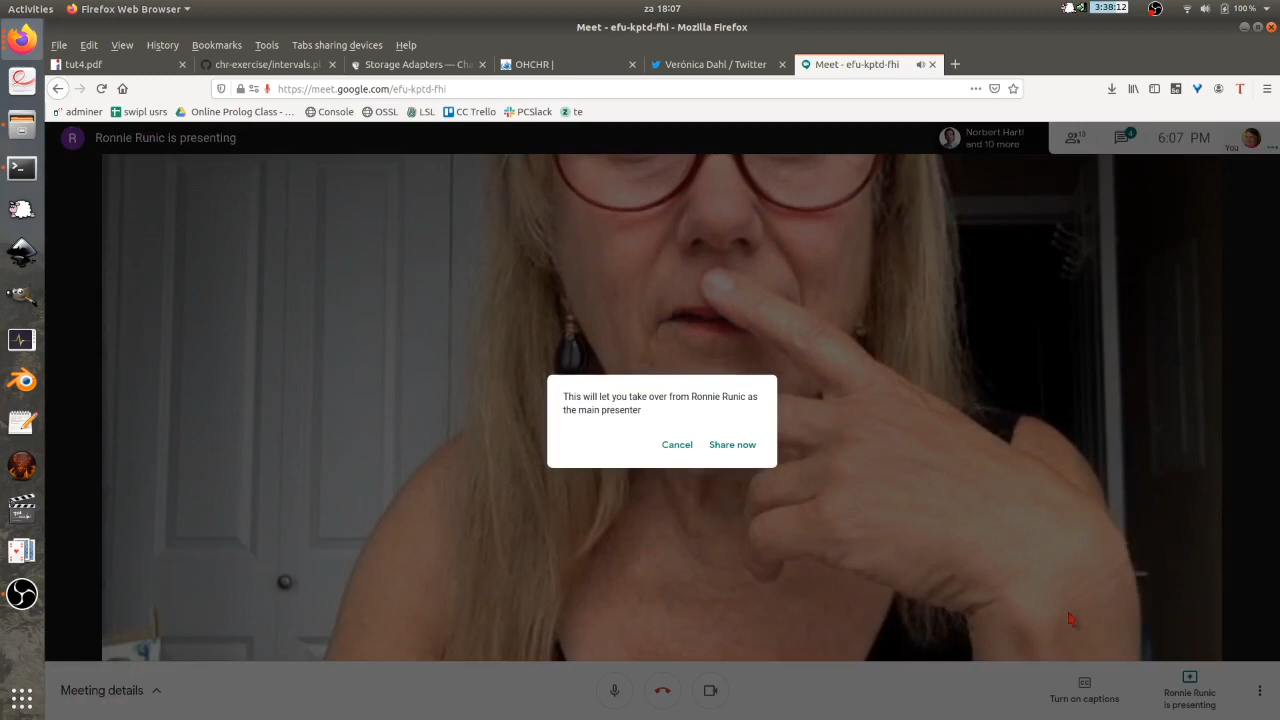 Activities Firefox Web Browser za 18:07 3:38:12 100 %
Meet - efu-kptd-fhi - Mozilla Firefox
File Edit View History Bookmarks Tools Tabs sharing devices Help
tut4.pdf chr-exercise/intervals.pl Storage Adapters — Cha OHCHR | Verónica Dahl / Twitter Meet - efu-kptd-fhi
https://meet.google.com/efu-kptd-fhi
adminer swipl users Online Prolog Class - … Console OSSL LSL CC Trello PCSlack te
R Ronnie Runic is presenting
Norbert Hartl
and 10 more
13 4 6:07 PM You
This will let you take over from Ronnie Runic as
the main presenter
Cancel Share now
Meeting details
CC
Turn on captions
Ronnie Runic
is presenting